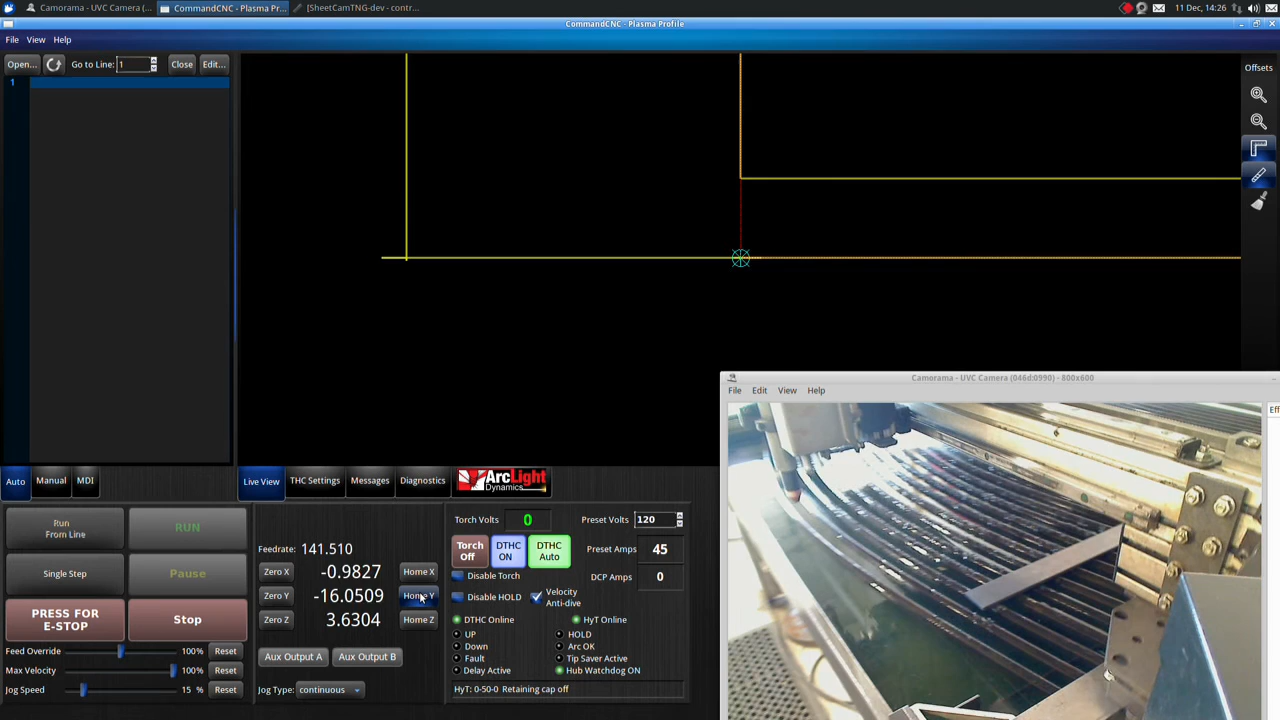 Camorama - UVC Camera (...
CommandCNC - Plasma Pr...
[SheetCamTNG-dev - contr...
11 Dec, 14:26
CommandCNC - Plasma Profile
File View Help
Open... Go to Line: 1 Close Edit...
1
Offsets
Camorama - UVC Camera (046d:0990) - 800x600
File Edit View Help
Eff
Auto Manual MDI
Live View THC Settings Messages Diagnostics
ArcLight
Dynamics
Run
From Line
RUN
Single Step
Pause
PRESS FOR
E-STOP
Stop
Feed Override 100% Reset
Max Velocity 100% Reset
Jog Speed 15 % Reset
Feedrate: 141.510
Zero X -0.9827 Home X
Zero Y -16.0509 Home Y
Zero Z 3.6304 Home Z
Aux Output A Aux Output B
Jog Type: continuous
Torch Volts 0 Preset Volts 120
Torch
Off
DTHC
ON
DTHC
Auto
Preset Amps 45
DCP Amps 0
Disable Torch
Disable HOLD
Velocity
Anti-dive
DTHC Online HyT Online
UP HOLD
Down Arc OK
Fault Tip Saver Active
Delay Active Hub Watchdog ON
HyT: 0-50-0 Retaining cap off